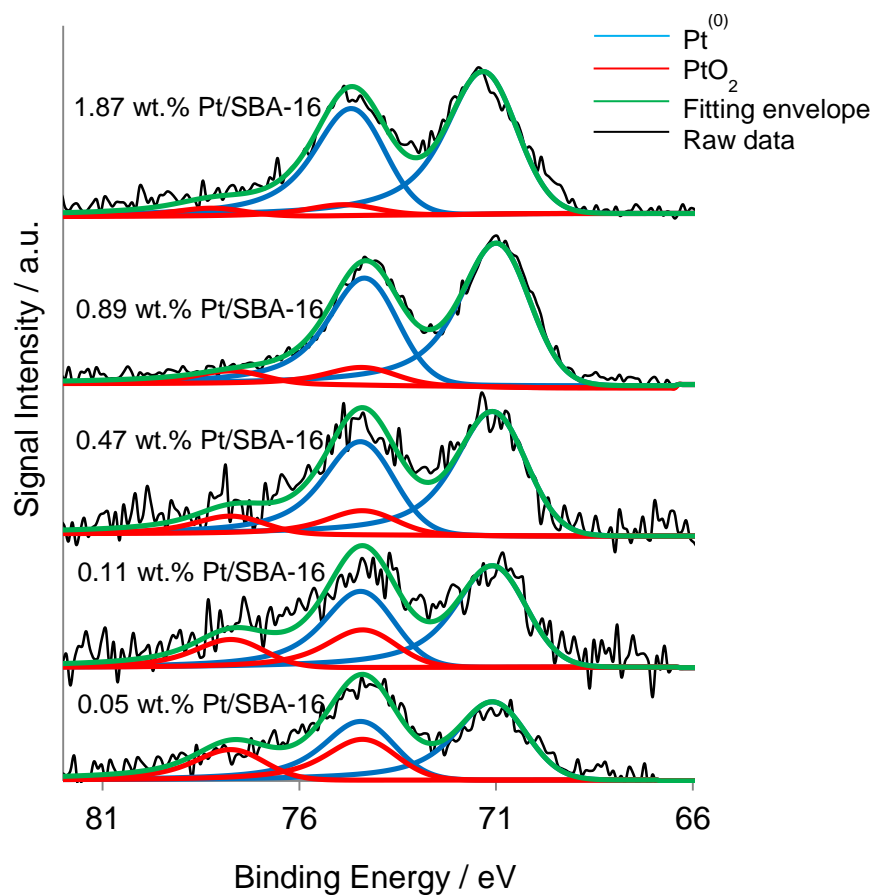 Pt(0)
PtO2
Fitting envelope
Raw data
1.87 wt.% Pt/SBA-16
0.89 wt.% Pt/SBA-16
0.47 wt.% Pt/SBA-16
0.11 wt.% Pt/SBA-16
0.05 wt.% Pt/SBA-16
Signal Intensity / a.u.
81 76 71 66
Binding Energy / eV